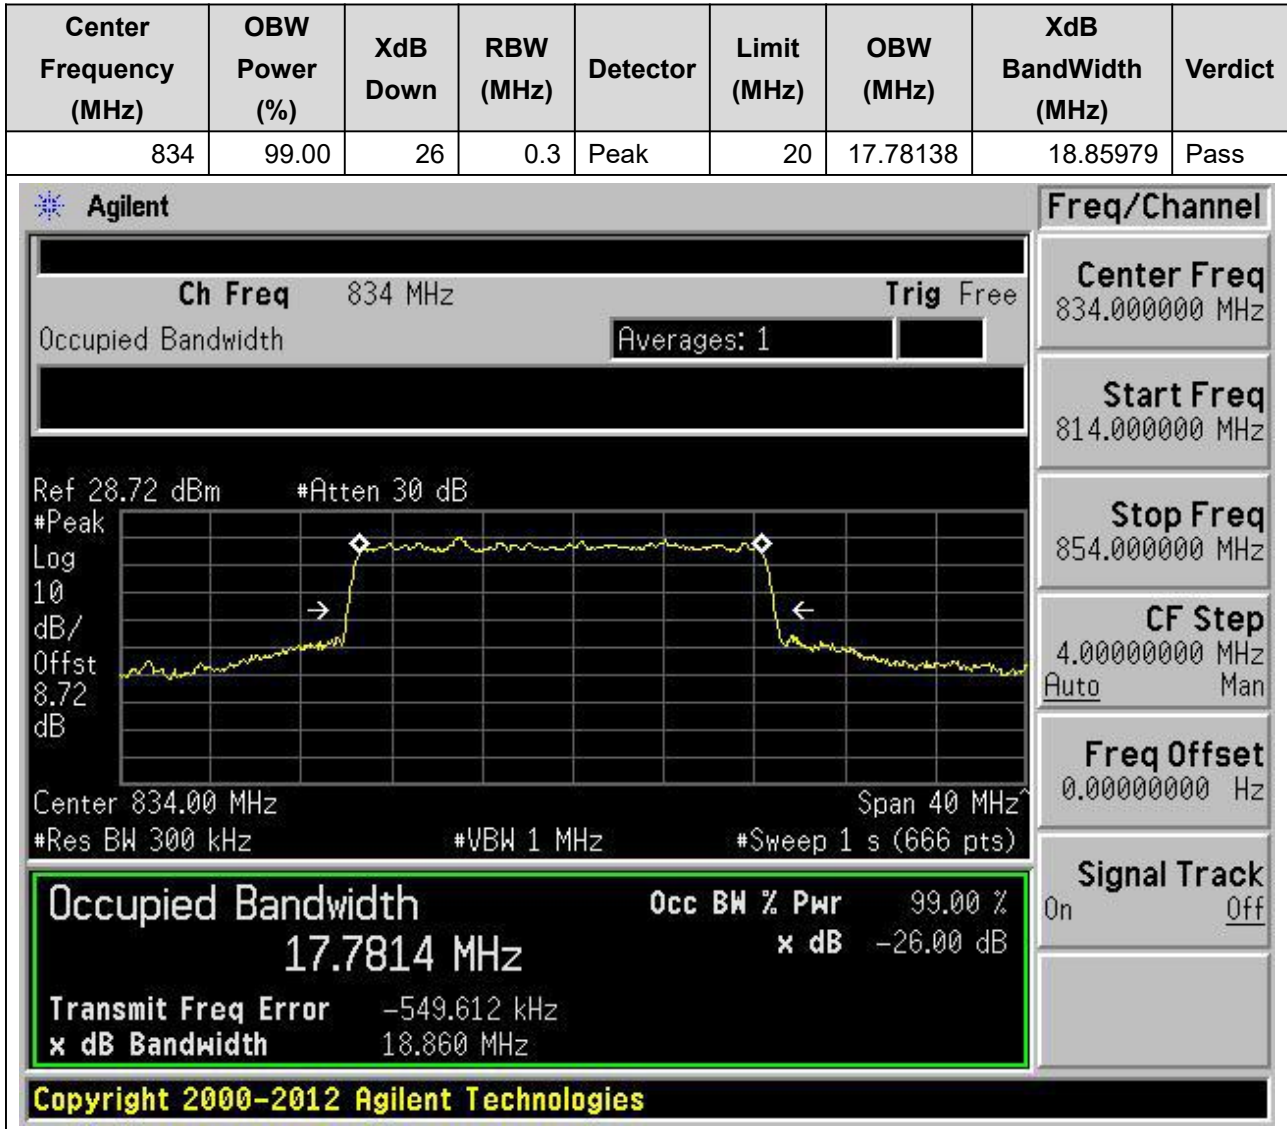 Center Frequency (MHz) OBW Power (%) XdB Down RBW (MHz) Detector Limit (MHz) OBW (MHz) XdB BandWidth (MHz) Verdict
834 99.00 26 0.3 Peak 20 17.78138 18.85979 Pass
Agilent
Freq/Channel
Ch Freq 834 MHz Trig Free
Occupied Bandwidth Averages: 1
Center Freq
834.000000 MHz
Start Freq
814.000000 MHz
Stop Freq
854.000000 MHz
CF Step
4.00000000 MHz
Auto Man
Freq Offset
0.00000000 Hz
Signal Track
On Off
Ref 28.72 dBm #Atten 30 dB
#Peak
Log
10
dB/
Offst
8.72
dB
Center 834.00 MHz Span 40 MHz^
#Res BW 300 kHz #VBW 1 MHz #Sweep 1 s (666 pts)
Occupied Bandwidth
17.7814 MHz
Occ BW % Pwr 99.00 %
x dB -26.00 dB
Transmit Freq Error -549.612 kHz
x dB Bandwidth 18.860 MHz
Copyright 2000-2012 Agilent Technologies